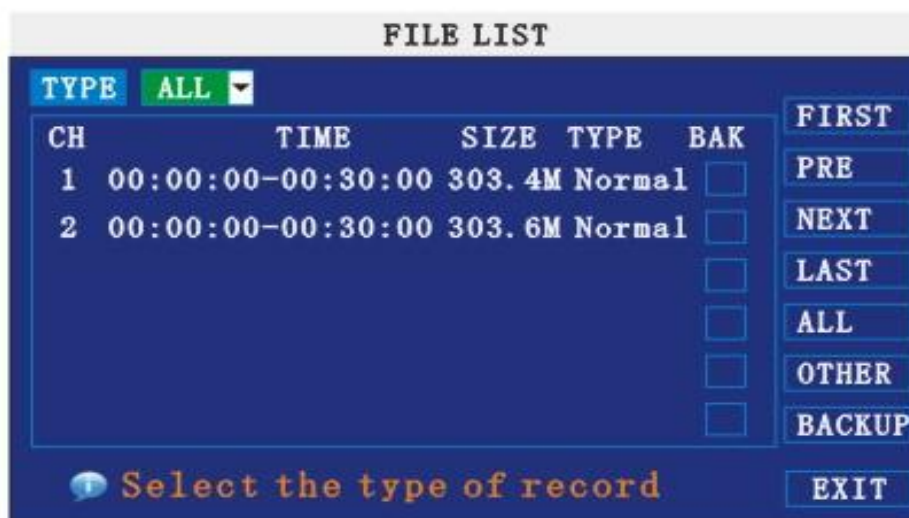 FILE LIST
TYPE ALL
CH TIME SIZE TYPE BAK
1 00:00:00-00:30:00 303.4M Normal
2 00:00:00-00:30:00 303.6M Normal
FIRST
PRE
NEXT
LAST
ALL
OTHER
BACKUP
Select the type of record
EXIT